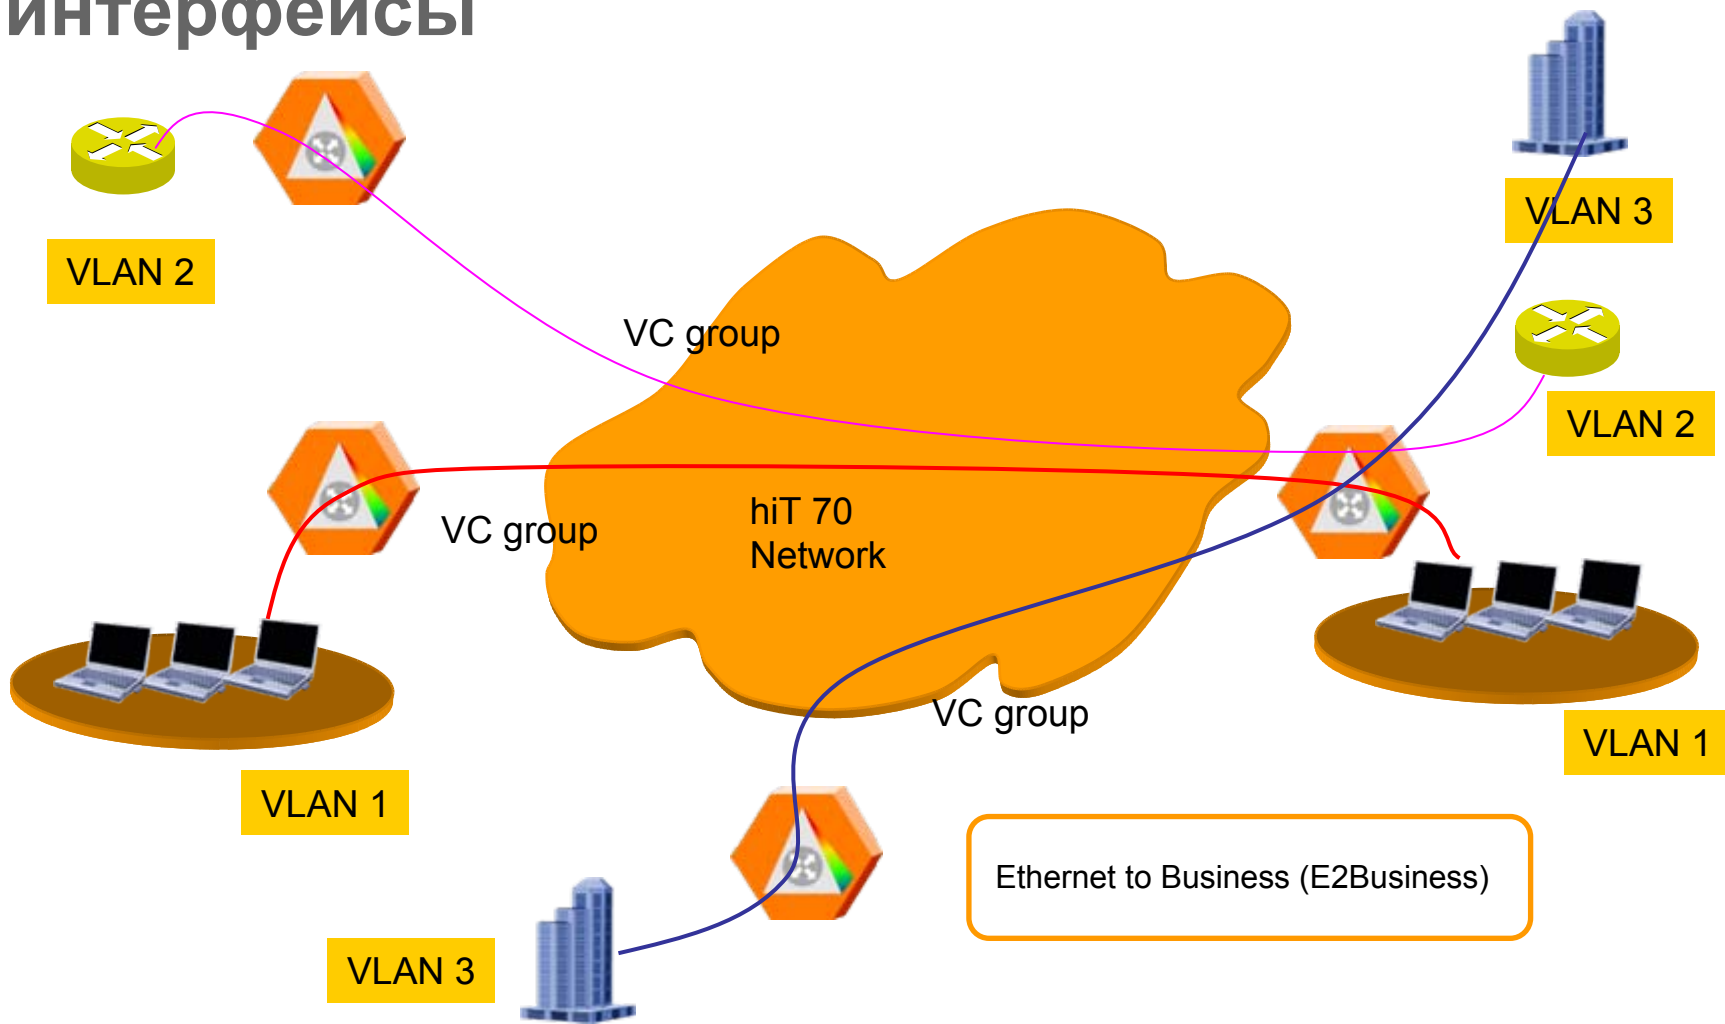 интерфейсы
VLAN 3
VLAN 2
VC group
VLAN 2
hiT 70
Network
VC group
VC group
VLAN 1
VLAN 1
Ethernet to Business (E2Business)
VLAN 3